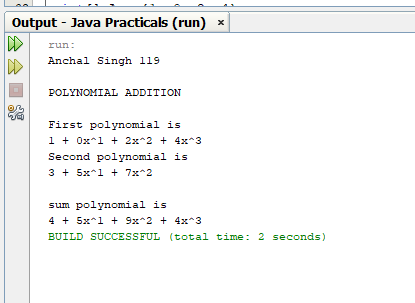 Output - Java Practicals (run) ×
run:
Anchal Singh 119
POLYNOMIAL ADDITION
First polynomial is
1 + 0x^1 + 2x^2 + 4x^3
Second polynomial is
3 + 5x^1 + 7x^2
sum polynomial is
4 + 5x^1 + 9x^2 + 4x^3
BUILD SUCCESSFUL (total time: 2 seconds)